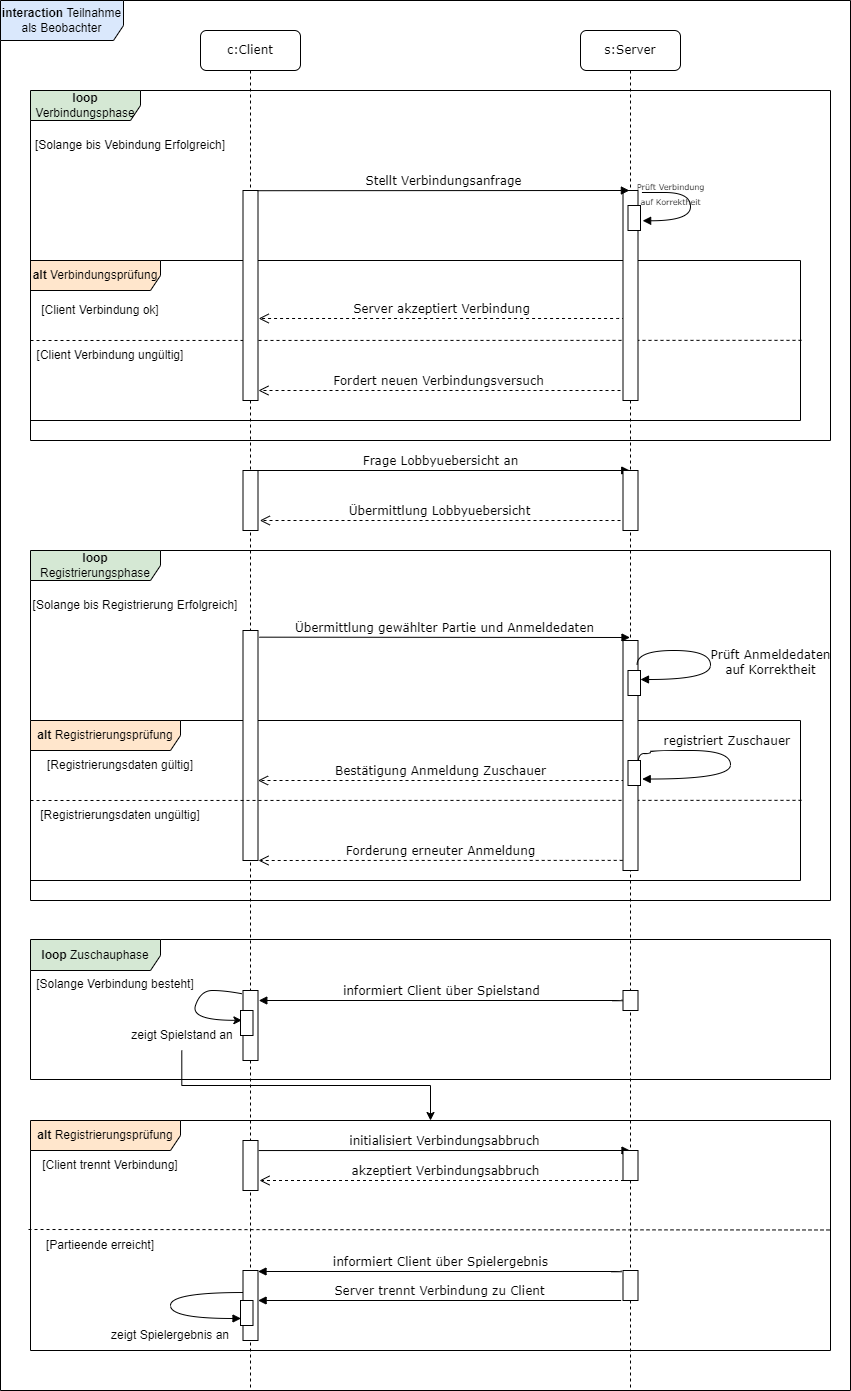 interaction Teilnahme
als Beobachter
c:Client
s:Server
loop
Verbindungsphase
[Solange bis Vebindung Erfolgreich]
Stellt Verbindungsanfrage
Prüft Verbindung
auf Korrektheit
alt Verbindungsprüfung
[Client Verbindung ok]
Server akzeptiert Verbindung
[Client Verbindung ungültig]
Fordert neuen Verbindungsversuch
Frage Lobbyuebersicht an
Übermittlung Lobbyuebersicht
loop
Registrierungsphase
[Solange bis Registrierung Erfolgreich]
Übermittlung gewählter Partie und Anmeldedaten
Prüft Anmeldedaten
auf Korrektheit
alt Registrierungsprüfung
registriert Zuschauer
[Registrierungsdaten gültig]
Bestätigung Anmeldung Zuschauer
[Registrierungsdaten ungültig]
Forderung erneuter Anmeldung
loop Zuschauphase
[Solange Verbindung besteht]
informiert Client über Spielstand
zeigt Spielstand an
alt Registrierungsprüfung
initialisiert Verbindungsabbruch
[Client trennt Verbindung]
akzeptiert Verbindungsabbruch
[Partieende erreicht]
informiert Client über Spielergebnis
Server trennt Verbindung zu Client
zeigt Spielergebnis an